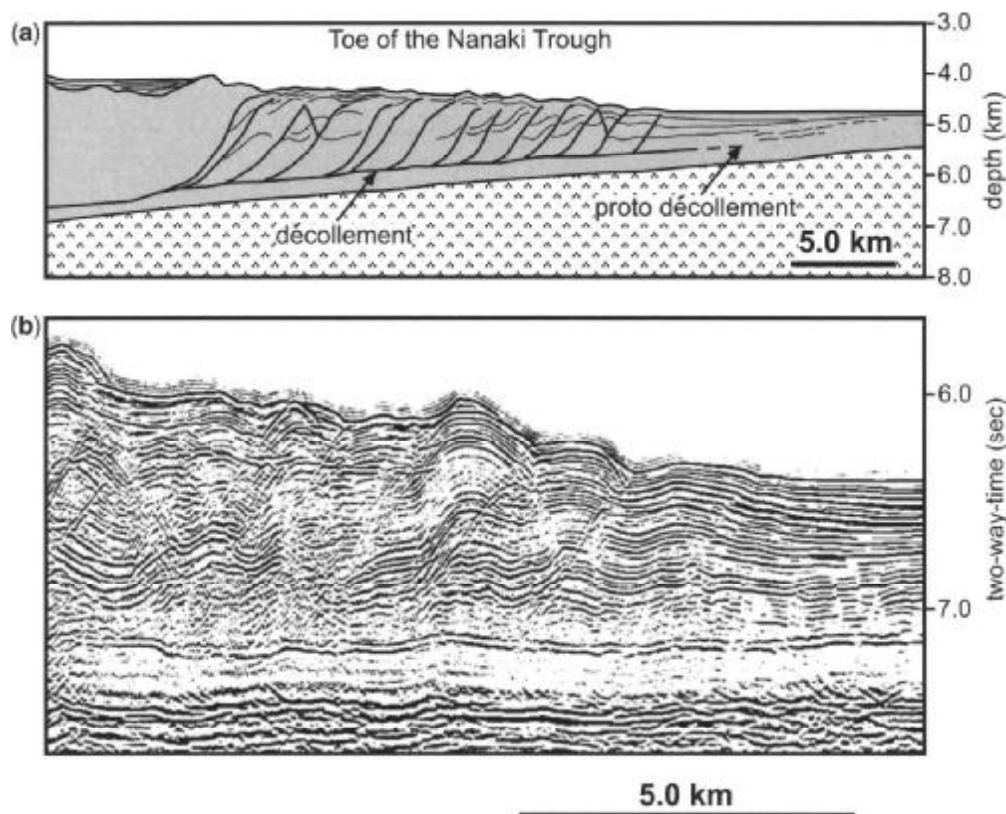 (a)
Toe of the Nanaki Trough
3.0
4.0
5.0
6.0
7.0
8.0
depth (km)
décollement
proto décollement
5.0 km
(b)
6.0
7.0
two-way-time (sec)
5.0 km